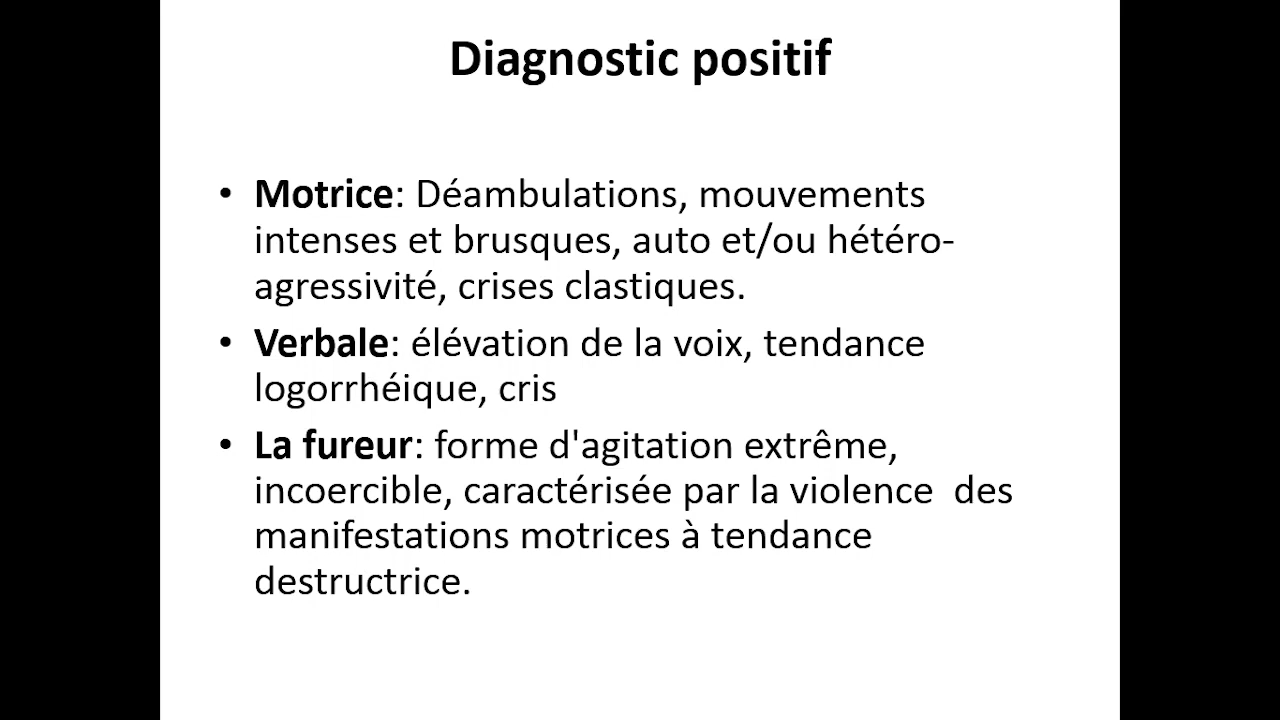 Diagnostic positif
• Motrice: Déambulations, mouvements
intenses et brusques, auto et/ou hétéro-
agressivité, crises clastiques.
• Verbale: élévation de la voix, tendance
logorrhéique, cris
• La fureur: forme d'agitation extrême,
incoercible, caractérisée par la violence  des
manifestations motrices à tendance
destructrice.